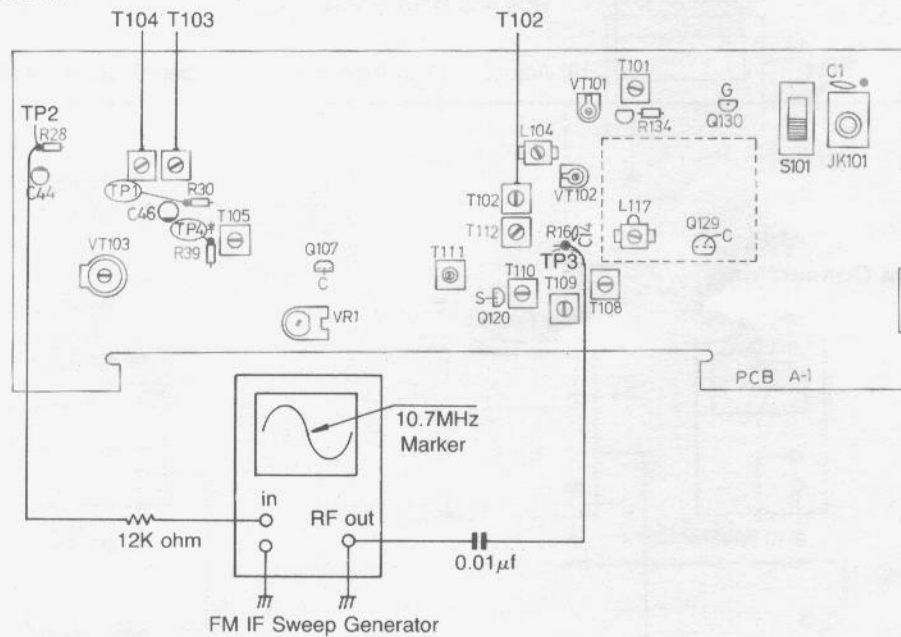 T104 T103 T102
T101
C1
VT101
G
TP2
R28
R134
Q130
L104
S101
JK101
C44
TP1
R30
T102
VT102
C46
T105
L117
TP4
T112
Q129
C
R39
R160
C174
TP3
VT103
Q107
C
T111
T110
T109
T108
S
Q120
VR1
PCB A-1
10.7MHz
Marker
in
RF out
12K ohm
0.01µf
FM IF Sweep Generator